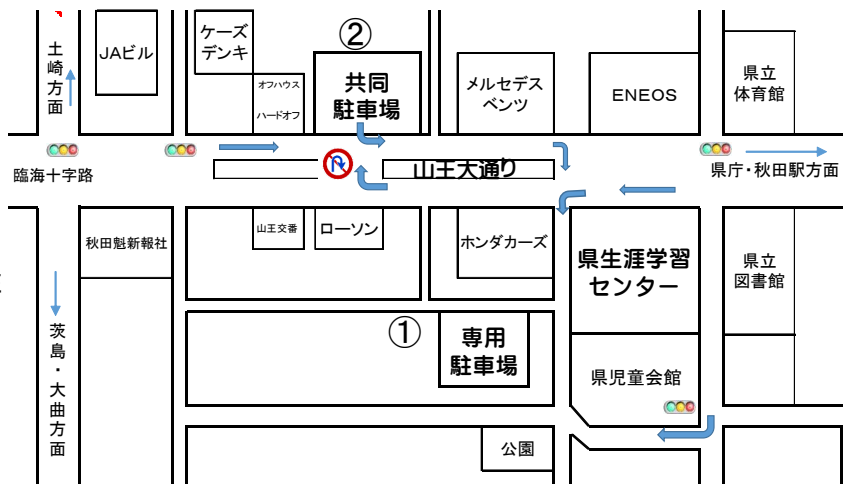 土崎方面
JAビル
ケーズ
デンキ
オフハウス
ハードオフ
②
共同
駐車場
メルセデス
ベンツ
ENEOS
県立
体育館
臨海十字路
山王大通り
県庁・秋田駅方面
秋田魁新報社
山王交番
ローソン
ホンダカーズ
県生涯学習
センター
県立
図書館
茨島・大曲方面
①
専用
駐車場
県児童会館
公園